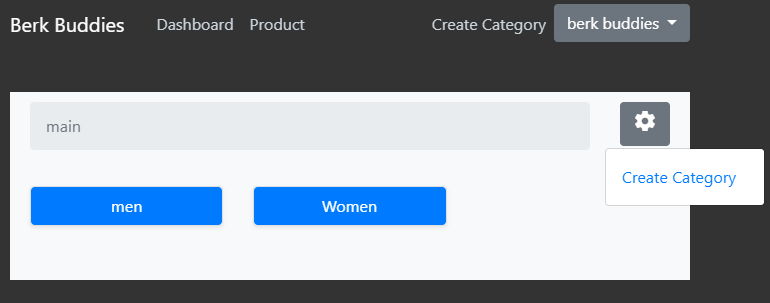 Berk Buddies Dashboard Product Create Category berk buddies
main
Create Category
men Women